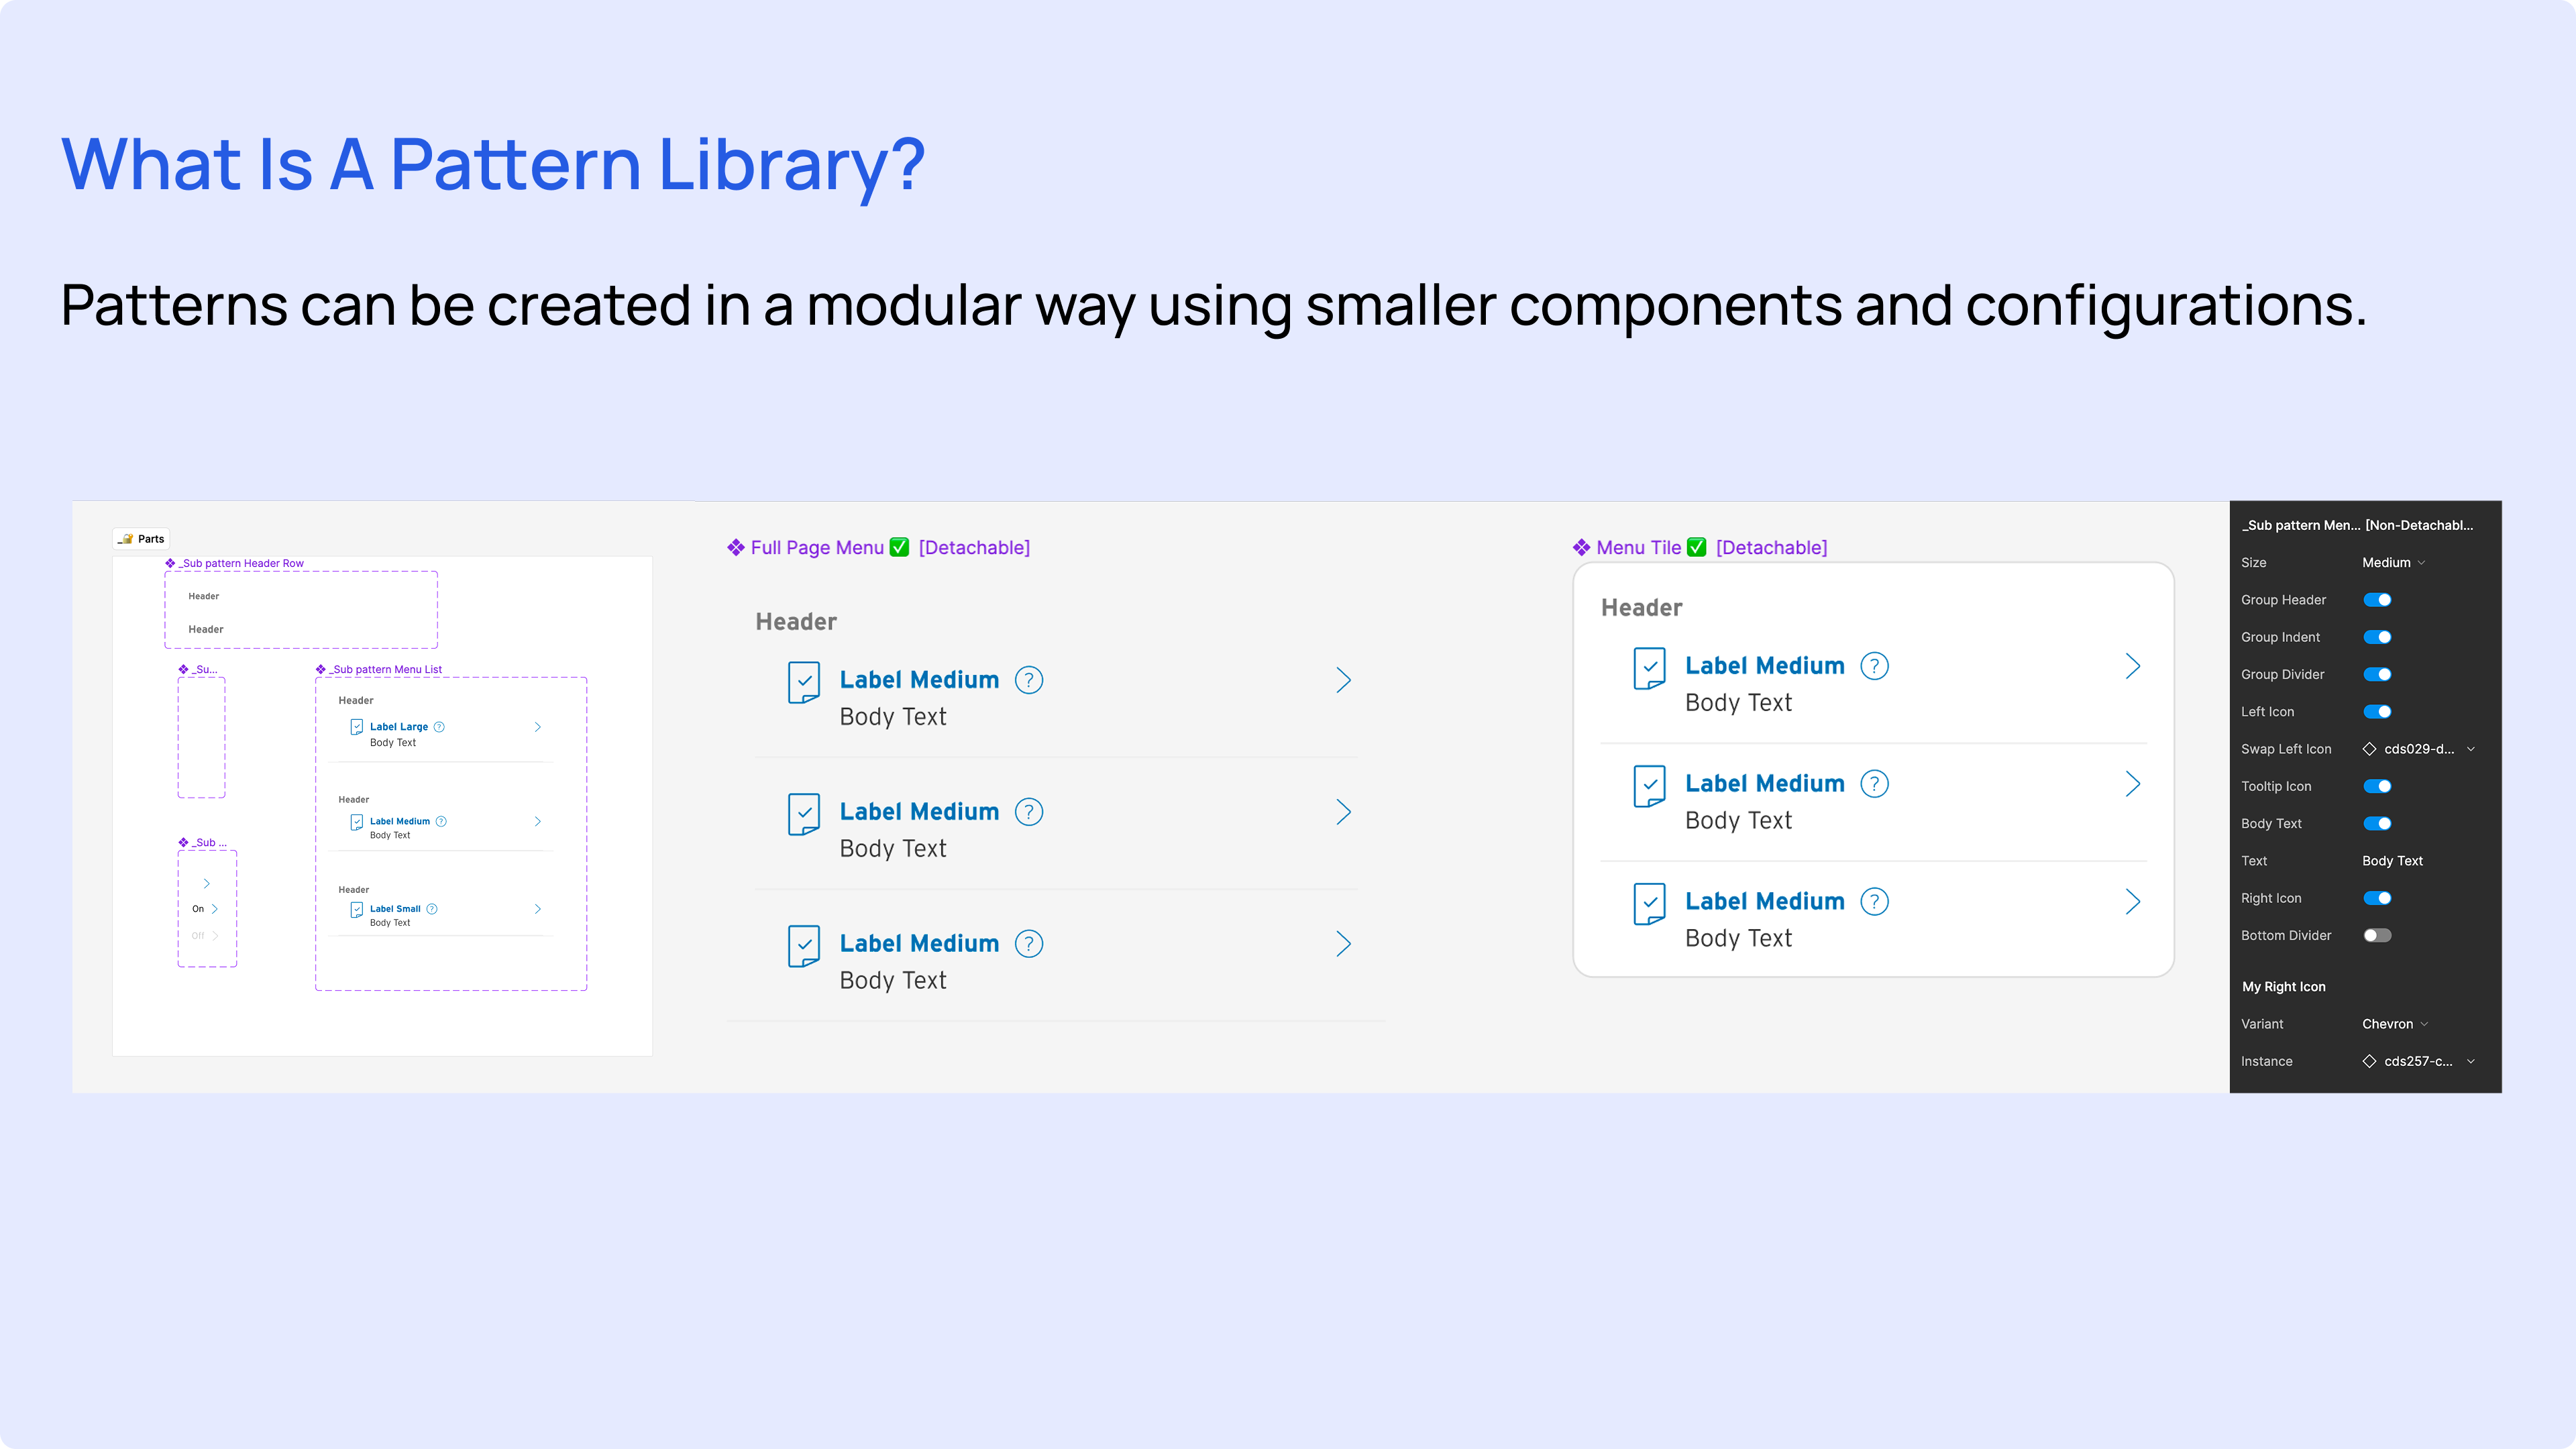 What Is A Pattern Library?
Patterns can be created in a modular way using smaller components and configurations.
_🔐 Parts
_Sub pattern Header Row
Header
Header
_Su...
_Sub ...
On
Off
_Sub pattern Menu List
Header
Label Large ?
Body Text
Header
Label Medium ?
Body Text
Header
Label Small ?
Body Text
Full Page Menu ✅ [Detachable]
Header
Label Medium ?
Body Text
Label Medium ?
Body Text
Label Medium ?
Body Text
Menu Tile ✅ [Detachable]
Header
Label Medium ?
Body Text
Label Medium ?
Body Text
Label Medium ?
Body Text
_Sub pattern Men... [Non-Detachabl...
Size Medium
Group Header
Group Indent
Group Divider
Left Icon
Swap Left Icon cds029-d...
Tooltip Icon
Body Text
Text Body Text
Right Icon
Bottom Divider
My Right Icon
Variant Chevron
Instance cds257-c...